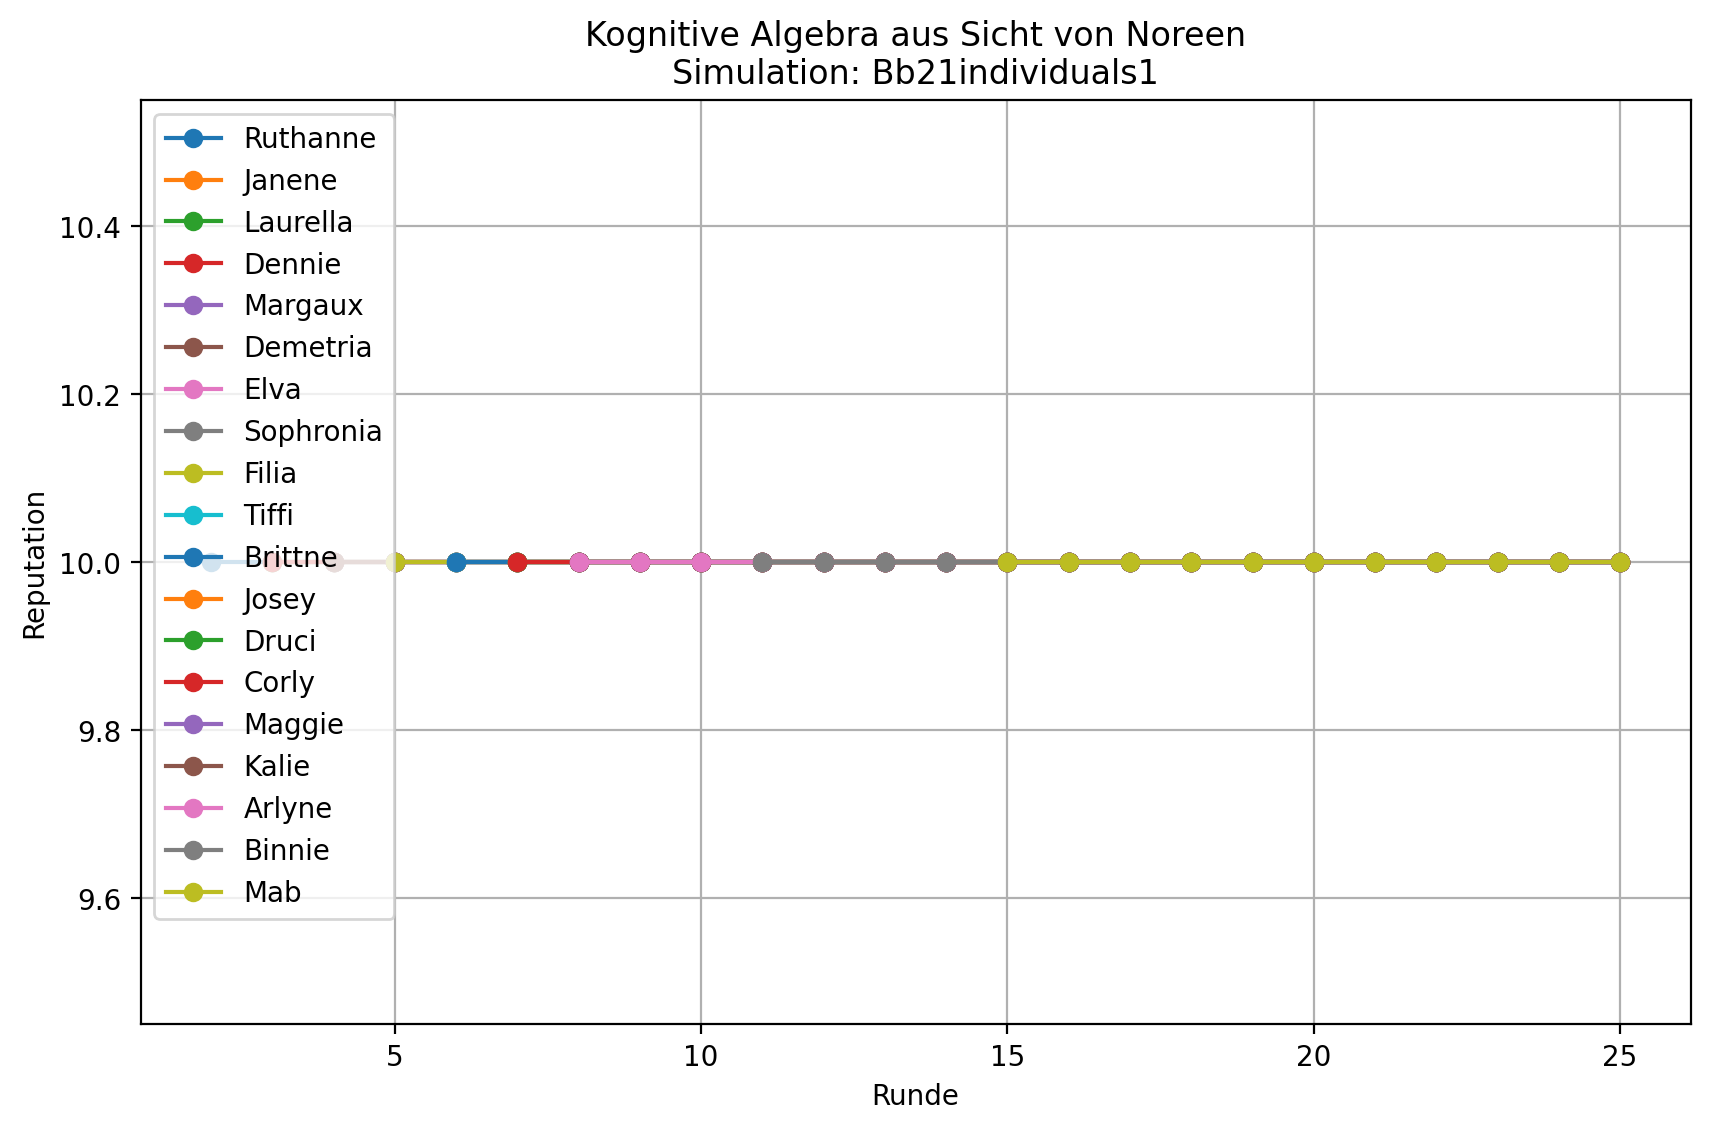 Kognitive Algebra aus Sicht von Noreen
Simulation: Bb21individuals1
Ruthanne
Janene
Laurella
Dennie
Margaux
Demetria
Elva
Sophronia
Filia
Tiffi
Brittne
Josey
Druci
Corly
Maggie
Kalie
Arlyne
Binnie
Mab
10.4
10.2
10.0
9.8
9.6
Reputation
5 10 15 20 25
Runde